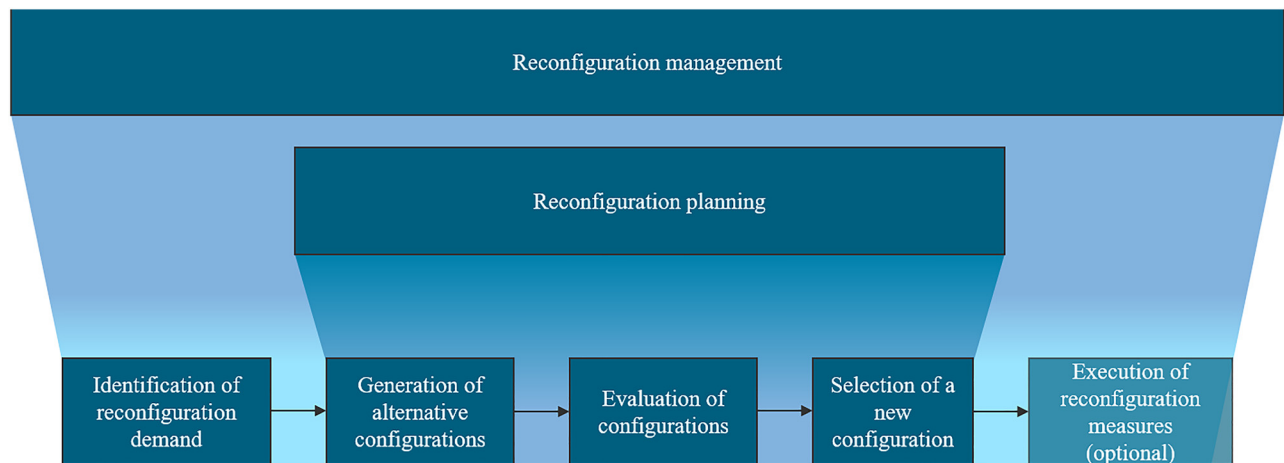 Reconfiguration management
Reconfiguration planning
Identification of
reconfiguration
demand
Generation of
alternative
configurations
Evaluation of
configurations
Selection of a
new
configuration
Execution of
reconfiguration
measures
(optional)